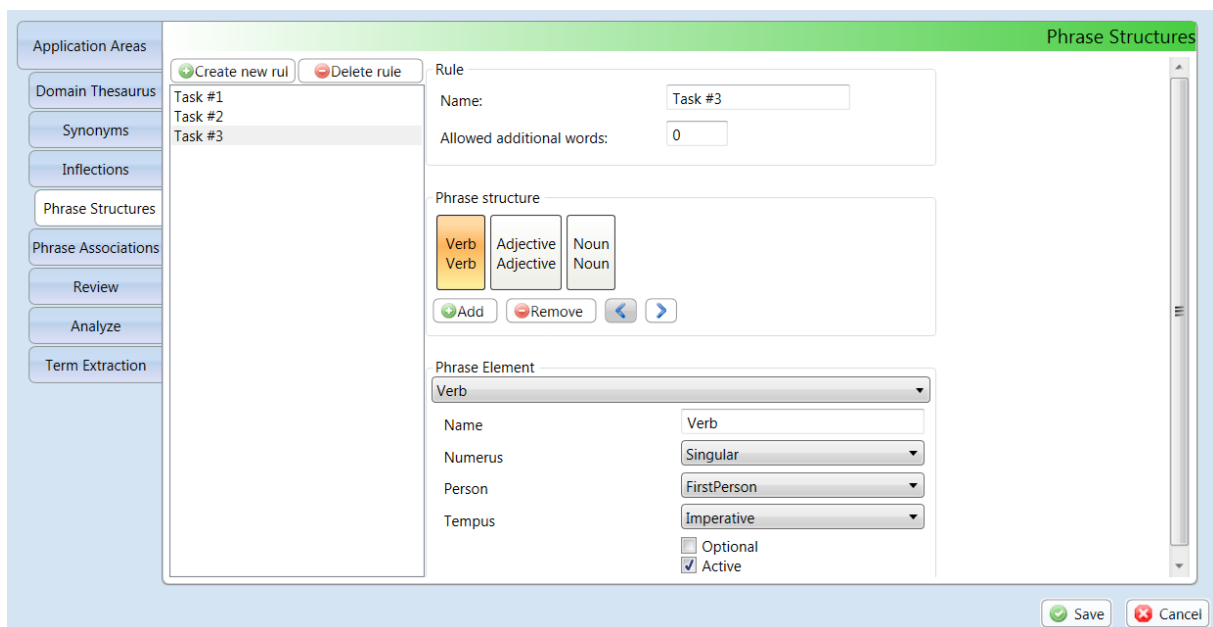 Phrase Structures
Application Areas
Domain Thesaurus
Synonyms
Inflections
Phrase Structures
Phrase Associations
Review
Analyze
Term Extraction
Create new rul
Delete rule
Task #1
Task #2
Task #3
Rule
Name: Task #3
Allowed additional words: 0
Phrase structure
Verb Adjective Noun
Verb Adjective Noun
Add Remove
Phrase Element
Verb
Name Verb
Numerus Singular
Person FirstPerson
Tempus Imperative
Optional
Active
Save Cancel